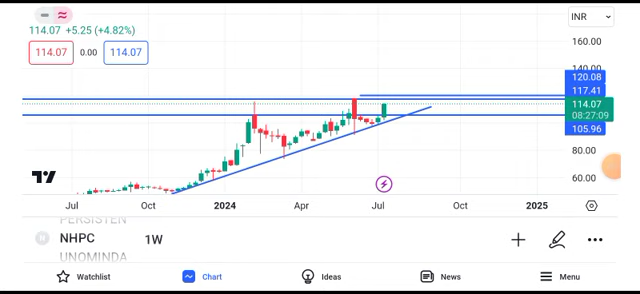 INR
114.07 +5.25 (+4.82%)
160.00
114.07 0.00 114.07
140.00
120.08
117.41
114.07
08:27:09
105.96
80.00
60.00
Jul Oct 2024 Apr Jul Oct 2025
PERSISTEN
NHPC 1W
UNOMINDA
Watchlist Chart Ideas News Menu